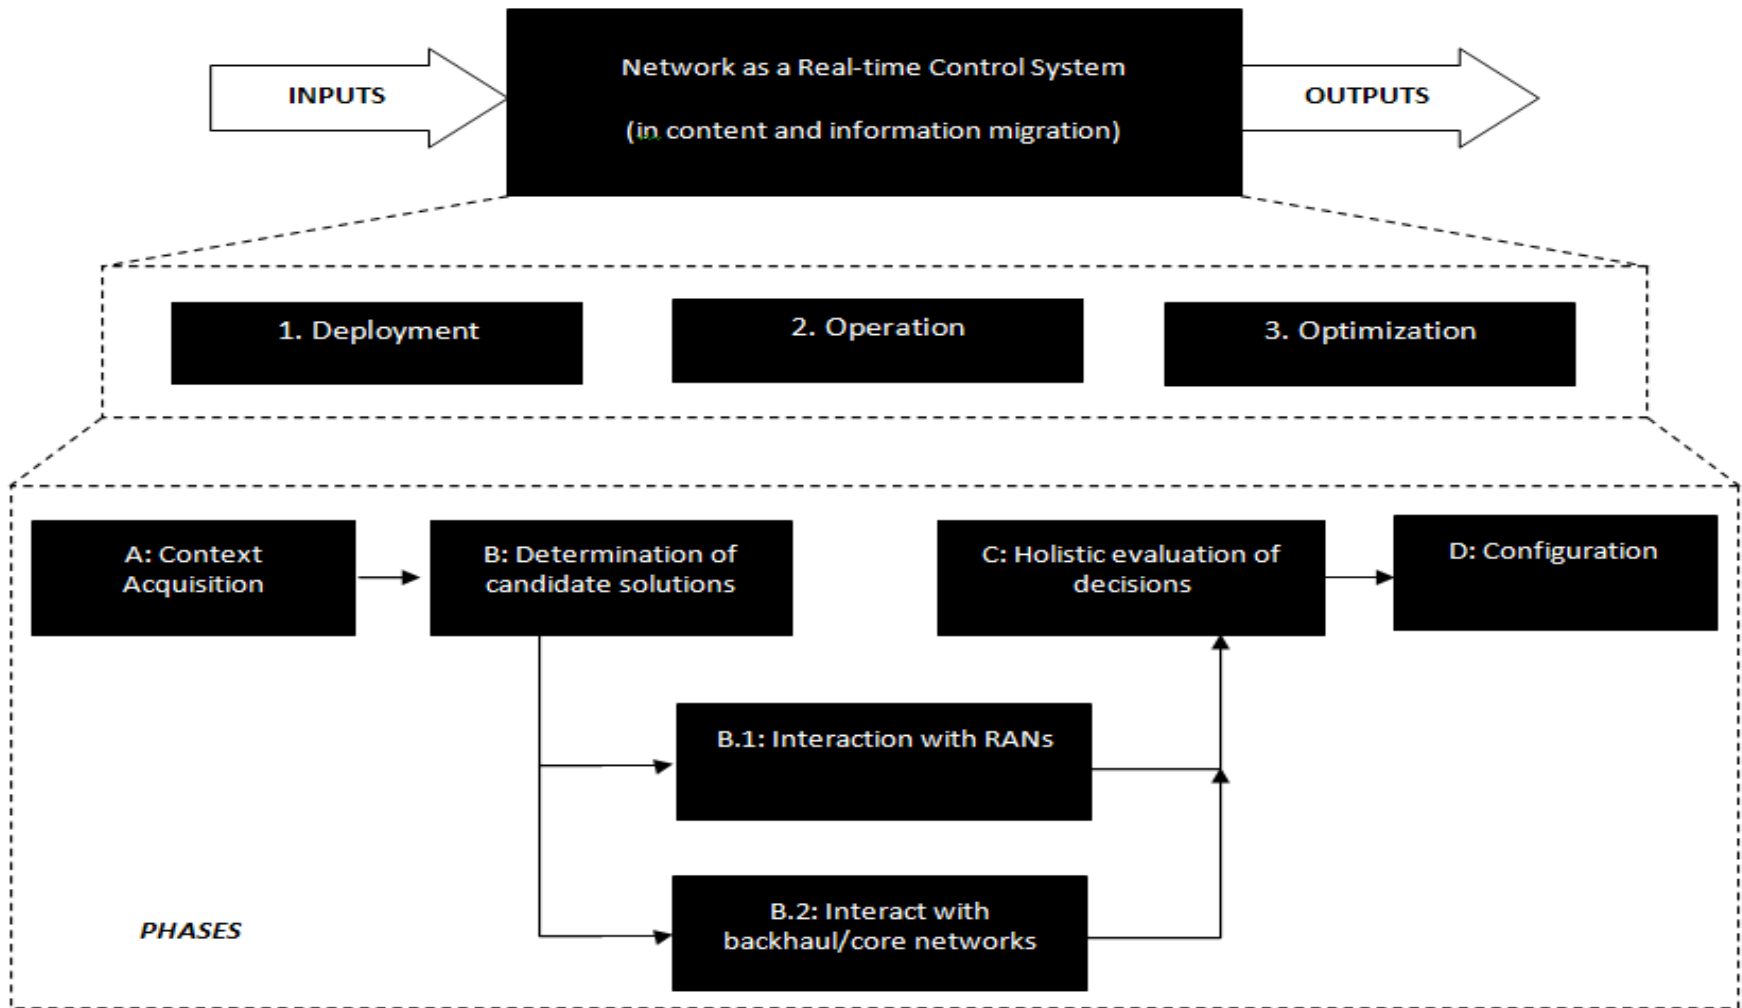 INPUTS
Network as a Real-time Control System
(in content and information migration)
OUTPUTS
1. Deployment
2. Operation
3. Optimization
A: Context
Acquisition
B: Determination of
candidate solutions
C: Holistic evaluation of
decisions
D: Configuration
B.1: Interaction with RANs
B.2: Interact with
backhaul/core networks
PHASES